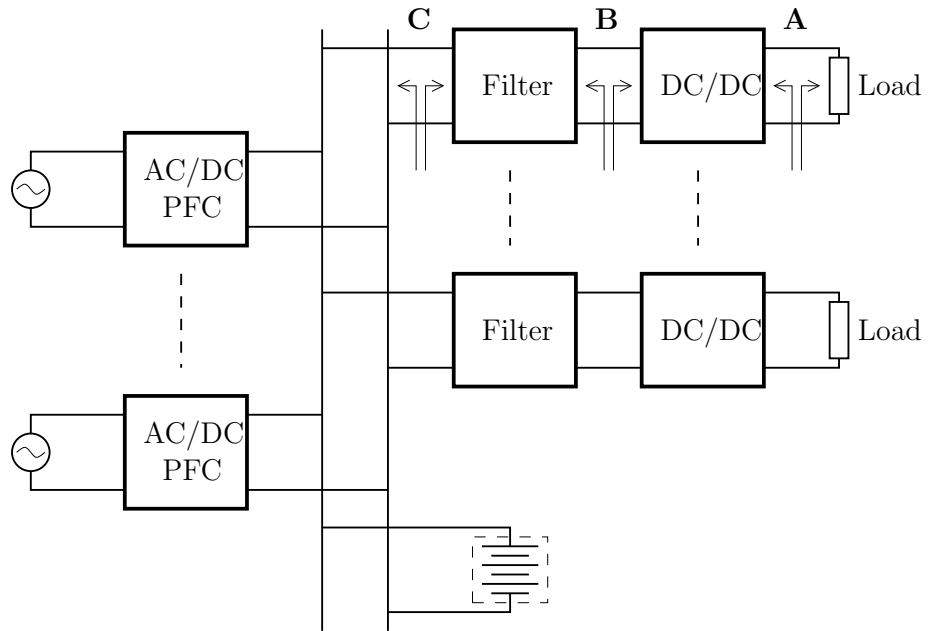 C
B
A
Filter
DC/DC
Load
AC/DC
PFC
Filter
DC/DC
Load
AC/DC
PFC